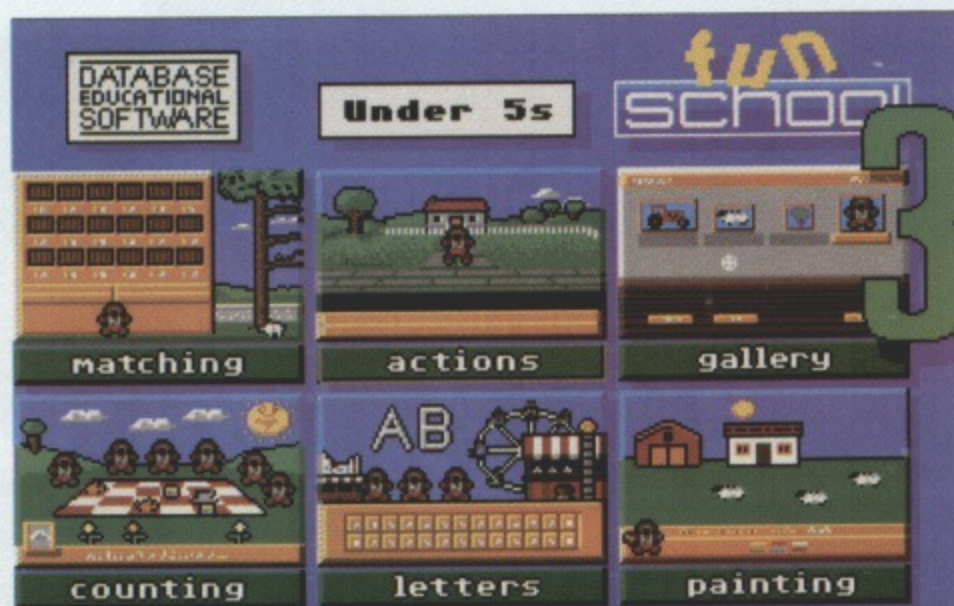 DATABASE
EDUCATIONAL
SOFTWARE
Under 5s
fun
school
3
matching
actions
gallery
AB
counting
letters
painting